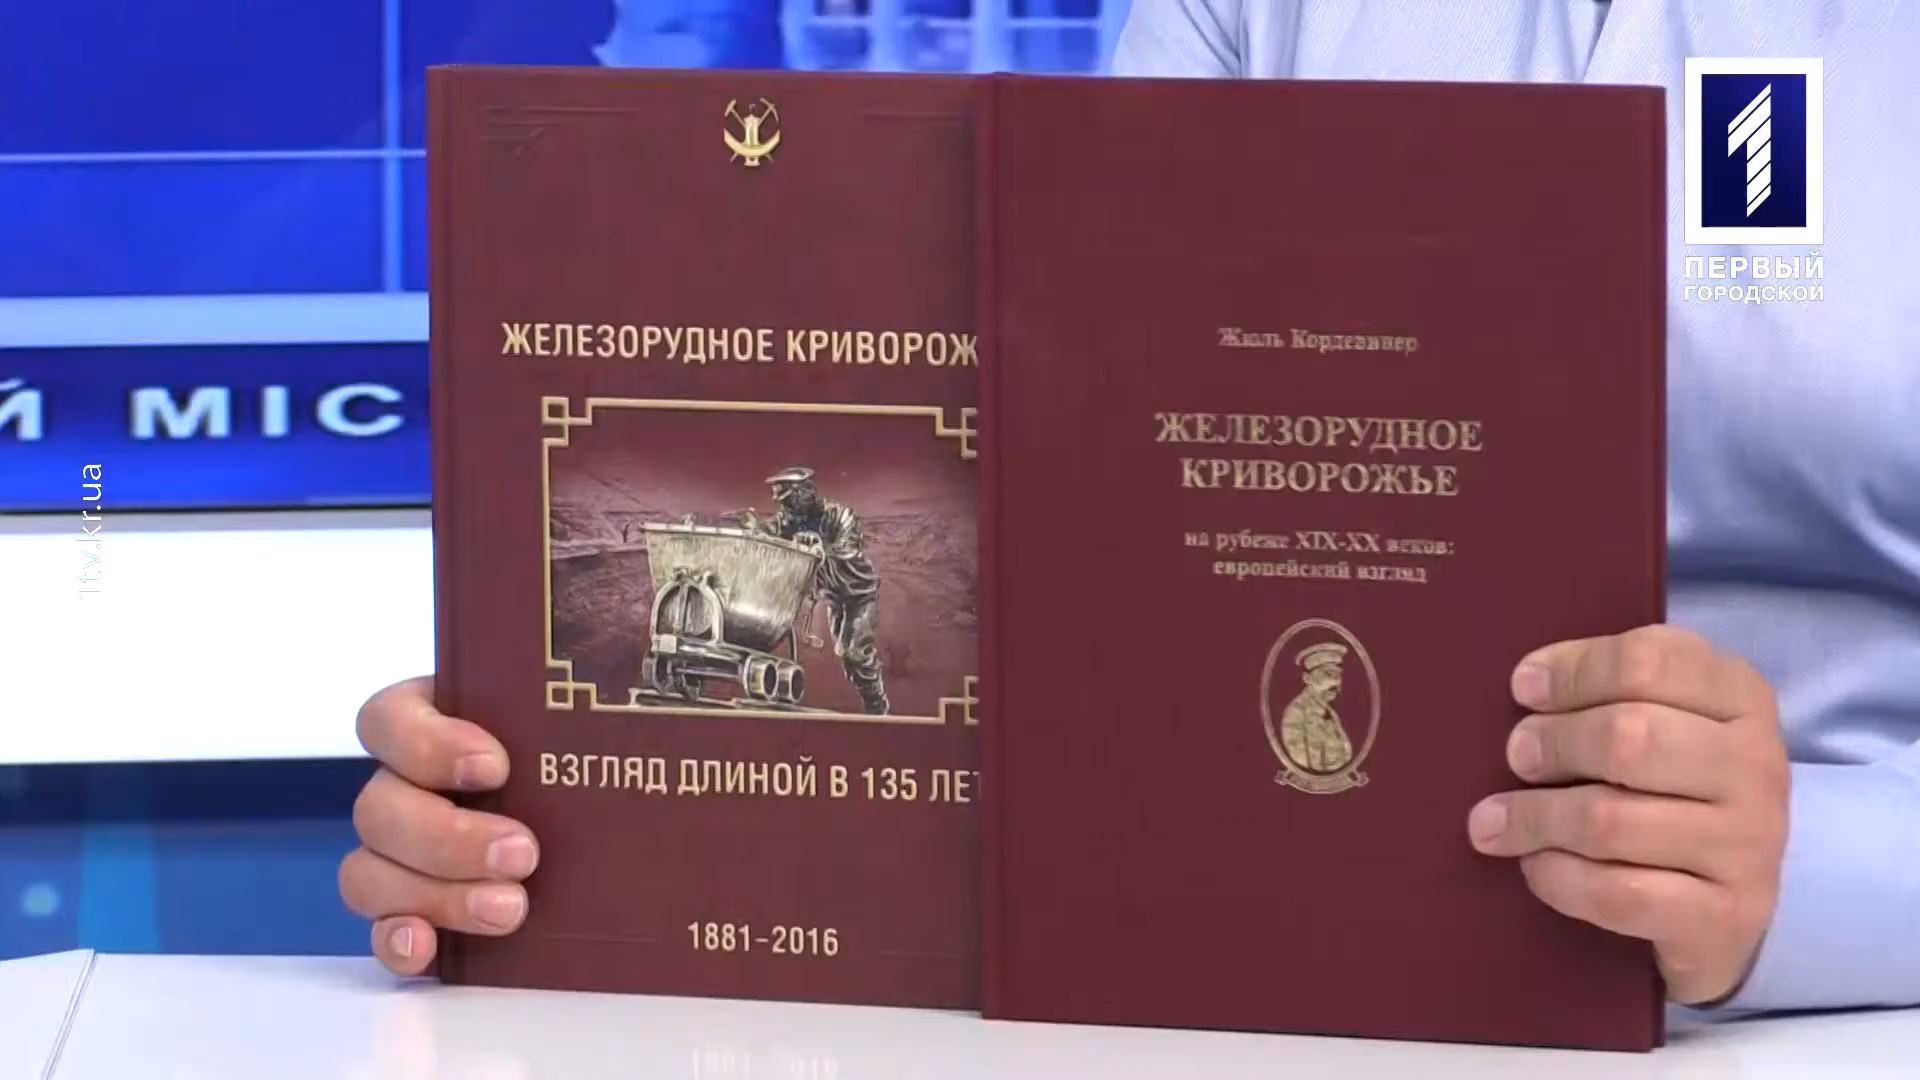 ЖЕЛЕЗОРУДНОЕ КРИВОРОЖ
ВЗГЛЯД ДЛИНОЙ В 135 ЛЕТ
1881-2016
Жюль Кордевинер
ЖЕЛЕЗОРУДНОЕ
КРИВОРОЖЬЕ
на рубеже XIX-XX веков:
европейский взгляд
1
ПЕРВЫЙ
ГОРОДСКОЙ
Й МІС
1tv.kr.ua